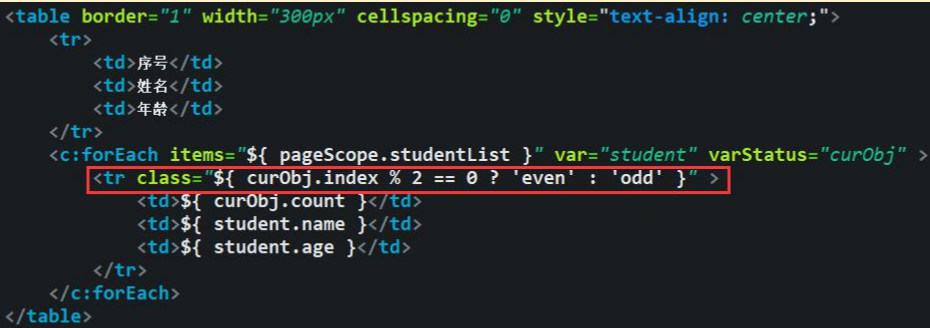 <table border="1" width="300px" cellspacing="0" style="text-align: center;">
<tr>
<td>序号</td>
<td>姓名</td>
<td>年龄</td>
</tr>
<c:forEach items="${ pageScope.studentList }" var="student" varStatus="curObj" >
<tr class="${ curObj.index % 2 == 0 ? 'even' : 'odd' }" >
<td>${ curObj.count }</td>
<td>${ student.name }</td>
<td>${ student.age }</td>
</tr>
</c:forEach>
</table>